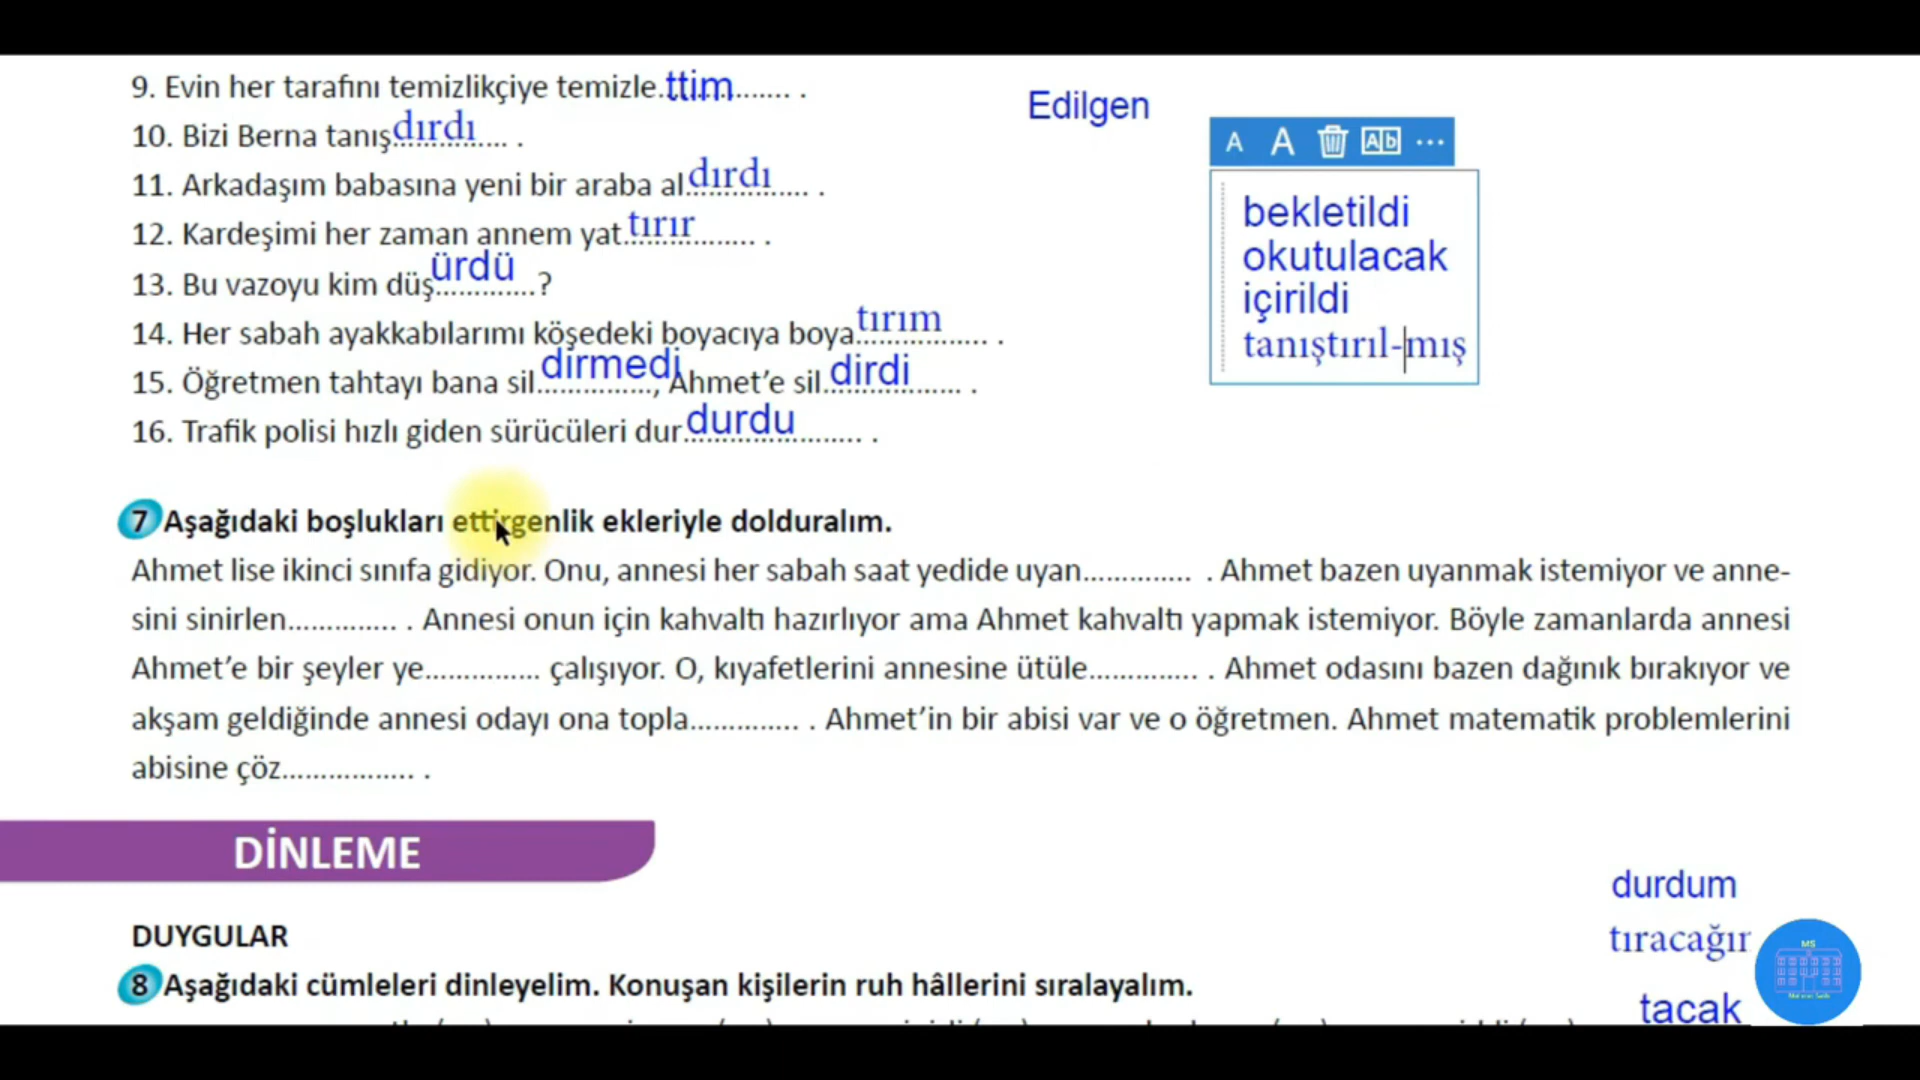 9. Evin her tarafını temizlikçiye temizle.ttim............ .
Edilgen
10. Bizi Berna tanışdırdı............... .
11. Arkadaşım babasına yeni bir araba aldırdı............... .
12. Kardeşimi her zaman annem yattırır................ .
13. Bu vazoyu kim düşürdü.............?
14. Her sabah ayakkabılarımı köşedeki boyacıya boyatırım................ .
15. Öğretmen tahtayı bana sildirmedi.............., Ahmet’e sildirdi................. .
16. Trafik polisi hızlı giden sürücüleri durdurdu..................... .
A A Ab ...
bekletildi
okutulacak
içirildi
tanıştırıl-mış
7 Aşağıdaki boşlukları ettirgenlik ekleriyle dolduralım.
Ahmet lise ikinci sınıfa gidiyor. Onu, annesi her sabah saat yedide uyan.............. . Ahmet bazen uyanmak istemiyor ve anne-
sini sinirlen.............. . Annesi onun için kahvaltı hazırlıyor ama Ahmet kahvaltı yapmak istemiyor. Böyle zamanlarda annesi
Ahmet’e bir şeyler ye............... çalışıyor. O, kıyafetlerini annesine ütüle.............. . Ahmet odasını bazen dağınık bırakıyor ve
akşam geldiğinde annesi odayı ona topla.............. . Ahmet’in bir abisi var ve o öğretmen. Ahmet matematik problemlerini
abisine çöz................. .
DİNLEME
DUYGULAR
8 Aşağıdaki cümleleri dinleyelim. Konuşan kişilerin ruh hâllerini sıralayalım.
durdum
tıracağır
tacak
MS